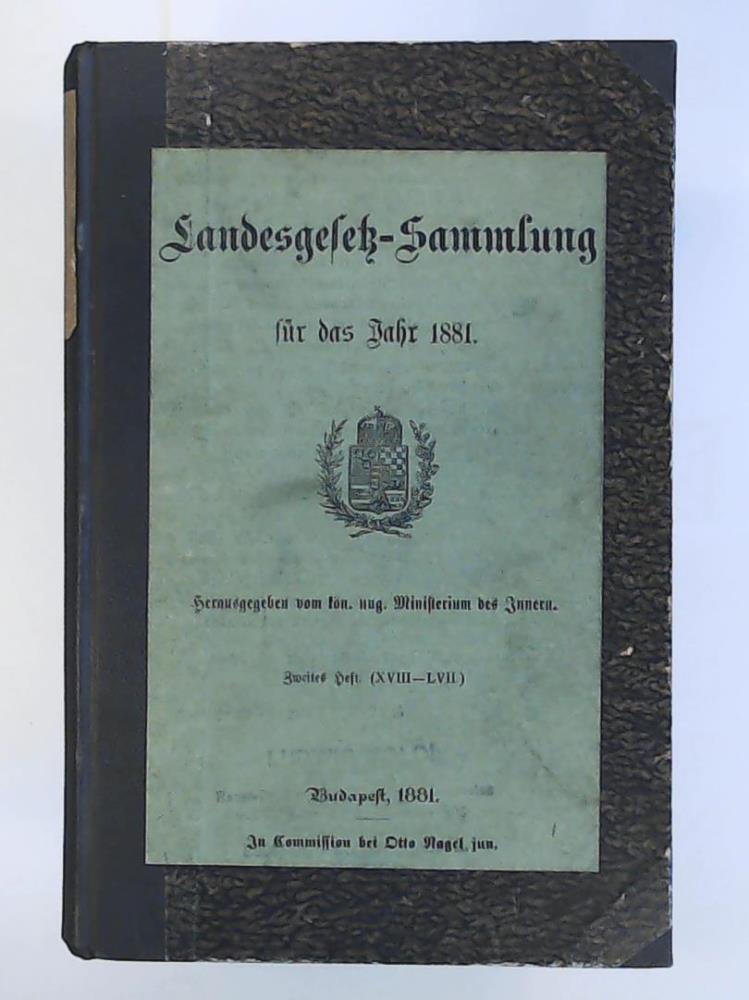 Landesgesetz-Sammlung
für das Jahr 1881.
Herausgegeben vom kön. ung. Ministerium des Innern.
Zweites Heft. (XVIII—LVII.)
Budapest, 1881.
In Commission bei Otto Nagel jun.